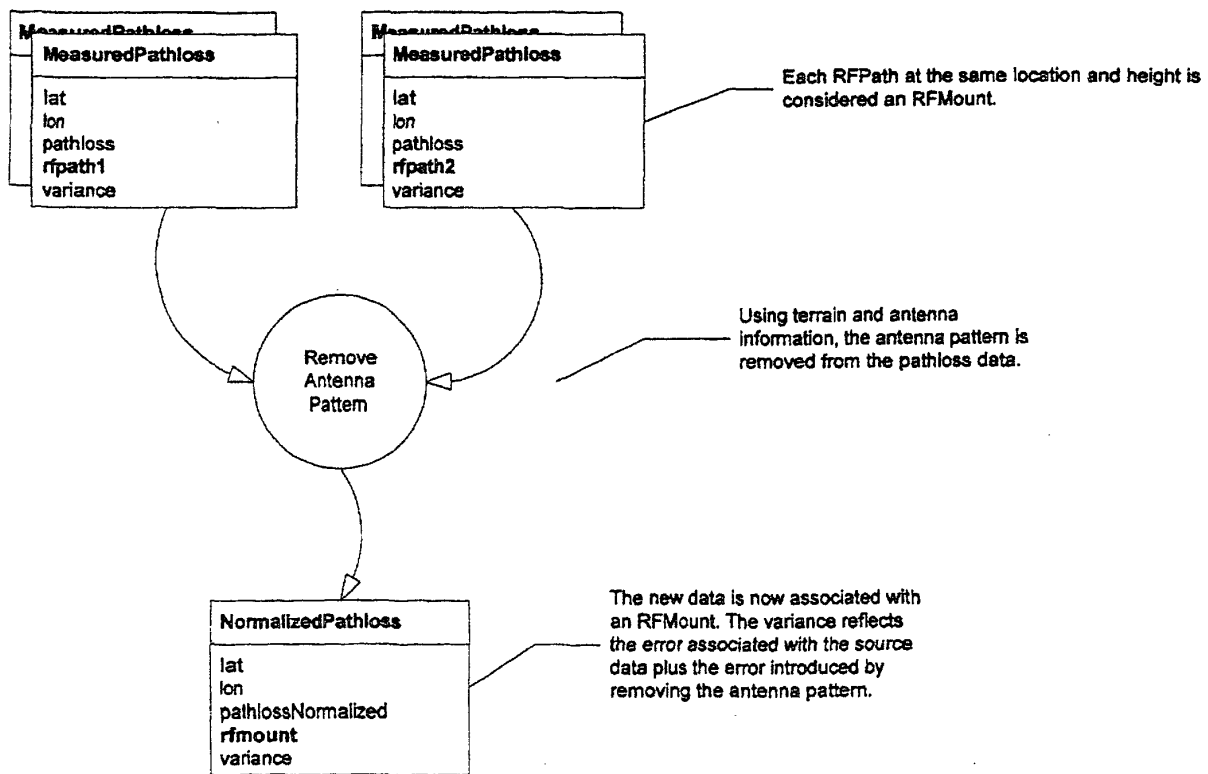 MeasuredPathloss
MeasuredPathloss
lat
lon
pathloss
rfpath1
variance
MeasuredPathloss
MeasuredPathloss
lat
lon
pathloss
rfpath2
variance
Each RFPath at the same location and height is
considered an RFMount.
Remove
Antenna
Pattern
Using terrain and antenna
information, the antenna pattern is
removed from the pathloss data.
NormalizedPathloss
lat
lon
pathlossNormalized
rfmount
variance
The new data is now associated with
an RFMount. The variance reflects
the error associated with the source
data plus the error introduced by
removing the antenna pattern.